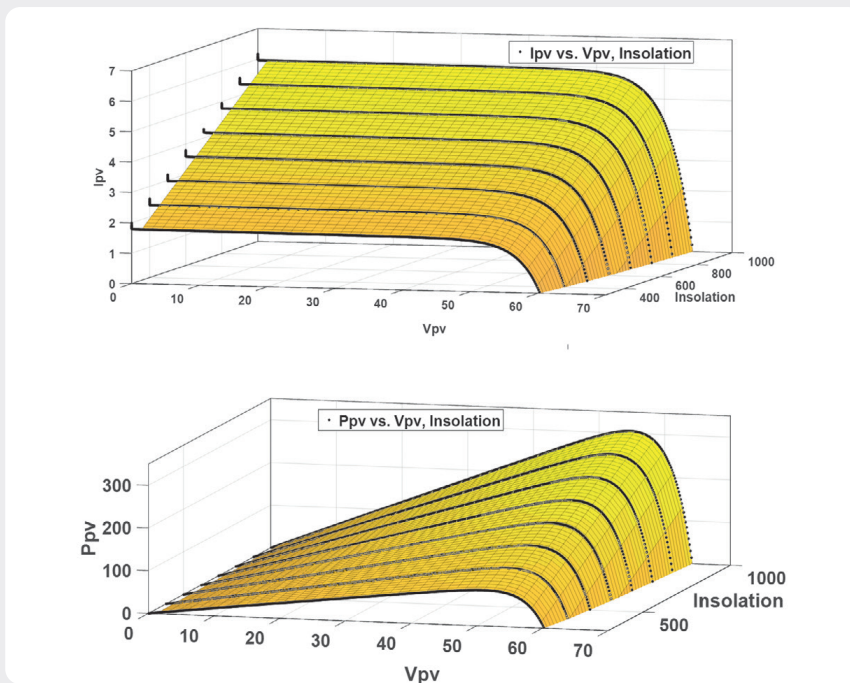 Ipv vs. Vpv, Insolation
7
6
5
4
3
2
1
0
Ipv
0 10 20 30 40 50 60 70
Vpv
400 600 800 1000
Insolation
Ppv vs. Vpv, Insolation
300
200
100
0
Ppv
0 10 20 30 40 50 60 70
Vpv
500 1000
Insolation